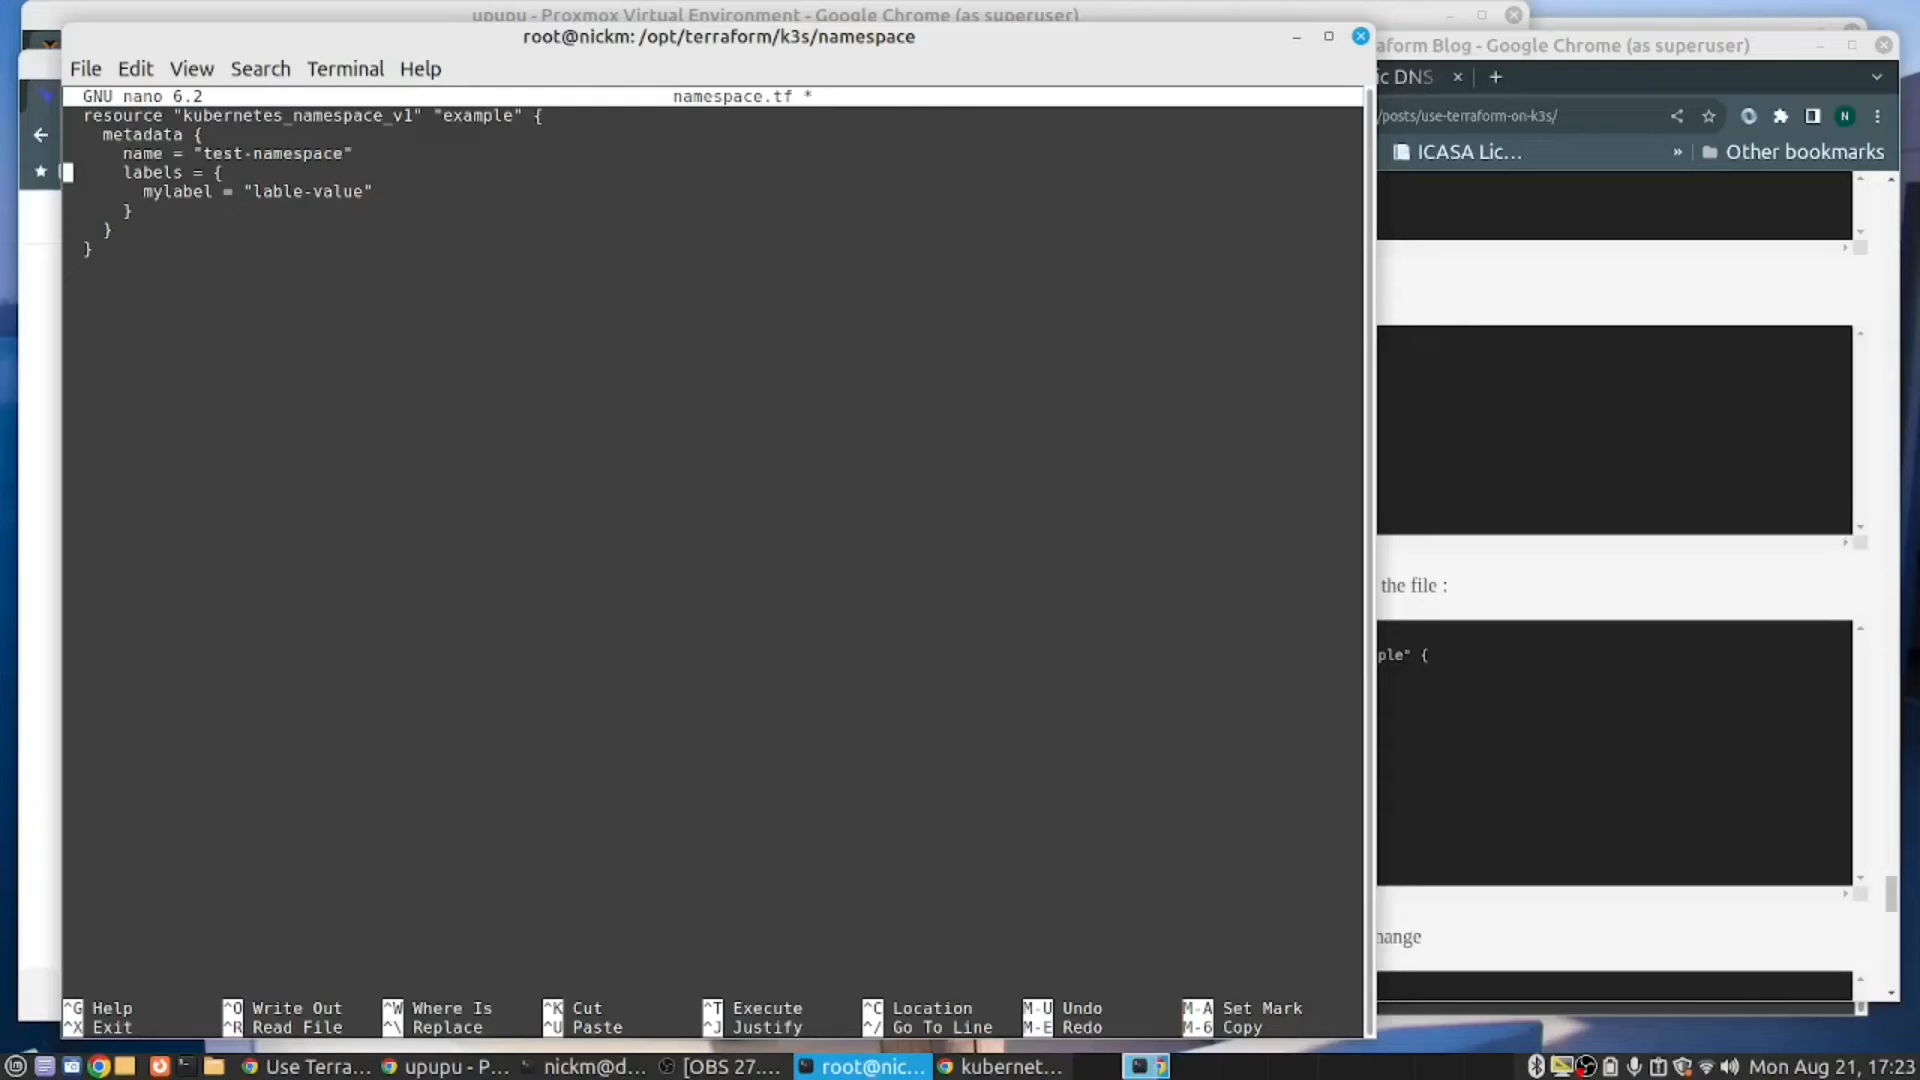 upupu - Proxmox Virtual Environment - Google Chrome (as superuser)
root@nickm: /opt/terraform/k3s/namespace
aform Blog - Google Chrome (as superuser)
File Edit View Search Terminal Help
ic DNS
GNU nano 6.2 namespace.tf *
/posts/use-terraform-on-k3s/
N
ICASA Lic...
» Other bookmarks
resource "kubernetes_namespace_v1" "example" {
metadata {
name = "test-namespace"
labels = {
mylabel = "lable-value"
}
}
}
the file :
ple" {
hange
^G Help ^O Write Out ^W Where Is ^K Cut ^T Execute ^C Location M-U Undo M-A Set Mark
^X Exit ^R Read File ^\ Replace ^U Paste ^J Justify ^/ Go To Line M-E Redo M-6 Copy
Use Terra... upupu - P... nickm@d... [OBS 27.... root@nic... kubernet... Mon Aug 21, 17:23